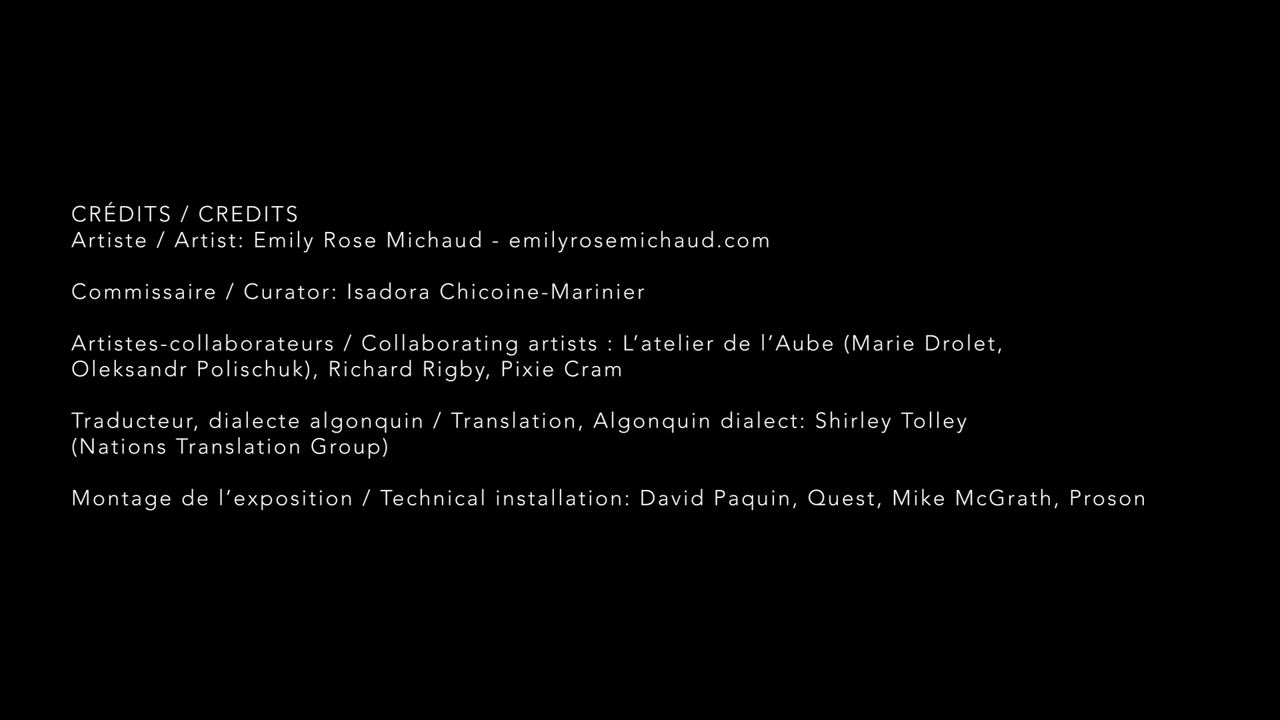 CRÉDITS / CREDITS
Artiste / Artist: Emily Rose Michaud - emilyrosemichaud.com
Commissaire / Curator: Isadora Chicoine-Marinier
Artistes-collaborateurs / Collaborating artists : L’atelier de l’Aube (Marie Drolet,
Oleksandr Polischuk), Richard Rigby, Pixie Cram
Traducteur, dialecte algonquin / Translation, Algonquin dialect: Shirley Tolley
(Nations Translation Group)
Montage de l’exposition / Technical installation: David Paquin, Quest, Mike McGrath, Proson